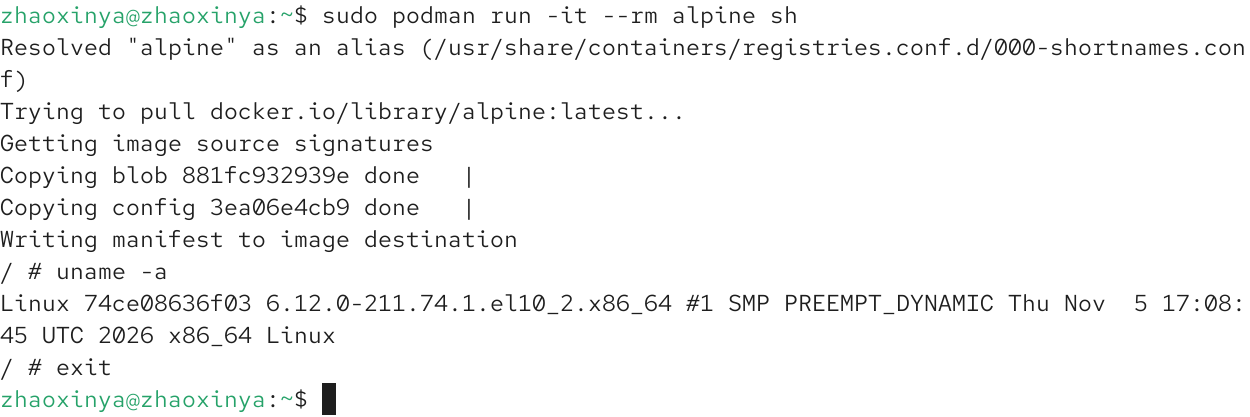 zhaoxinya@zhaoxinya:~$ sudo podman run -it --rm alpine sh
Resolved "alpine" as an alias (/usr/share/containers/registries.conf.d/000-shortnames.con
f)
Trying to pull docker.io/library/alpine:latest...
Getting image source signatures
Copying blob 881fc932939e done   |
Copying config 3ea06e4cb9 done   |
Writing manifest to image destination
/ # uname -a
Linux 74ce08636f03 6.12.0-211.74.1.el10_2.x86_64 #1 SMP PREEMPT_DYNAMIC Thu Nov  5 17:08:
45 UTC 2026 x86_64 Linux
/ # exit
zhaoxinya@zhaoxinya:~$